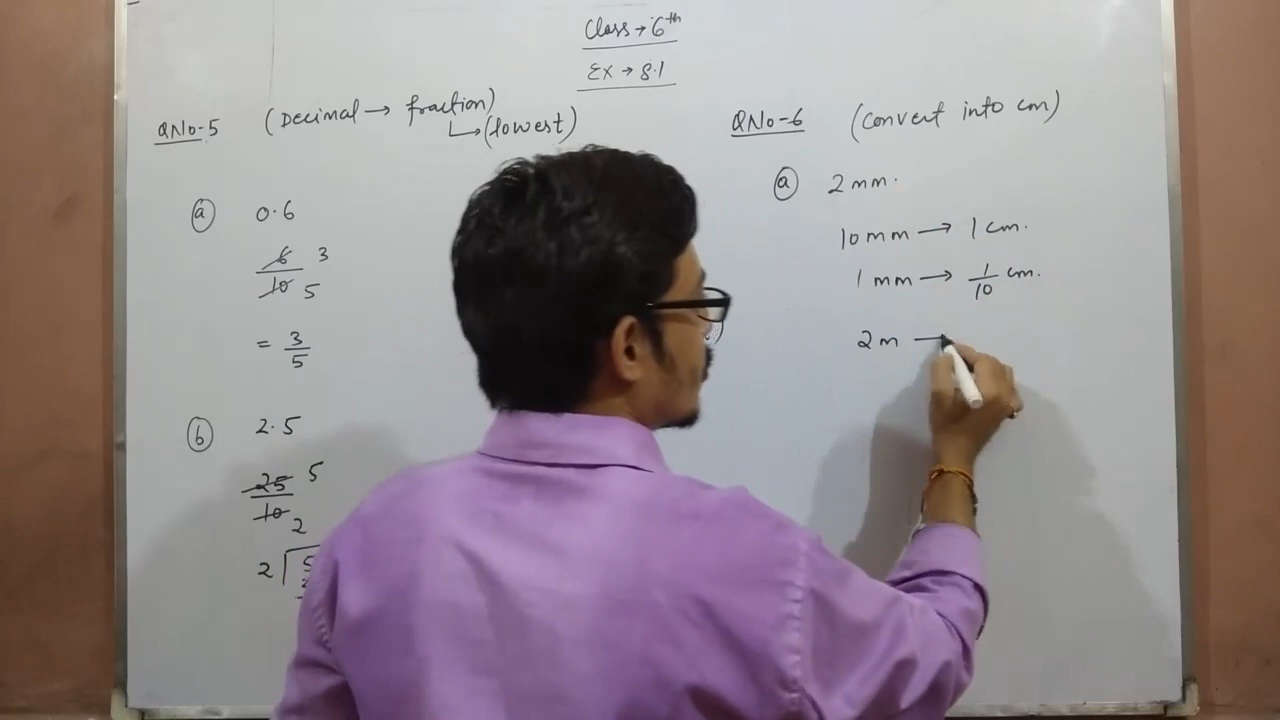 Class → 6th
Ex → 8.1
QNo-5 (Decimal → fraction)
↳ (lowest)
(a) 0.6
6 3
10 5
= 3
5
(b) 2.5
25 5
10 2
2 5
QNo-6 (Convert into cm)
(a) 2 mm.
10 mm → 1 cm.
1 mm → 1/10 cm.
2 m →